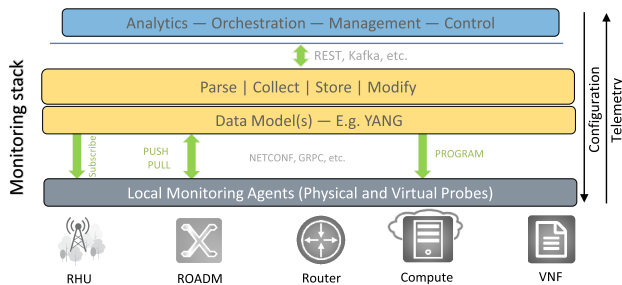 Analytics — Orchestration — Management — Control
REST, Kafka, etc.
Monitoring stack
Parse | Collect | Store | Modify
Data Model(s) — E.g. YANG
Configuration
Telemetry
Subscribe
PUSH
PULL
NETCONF, GRPC, etc.
PROGRAM
Local Monitoring Agents (Physical and Virtual Probes)
RHU
ROADM
Router
Compute
VNF